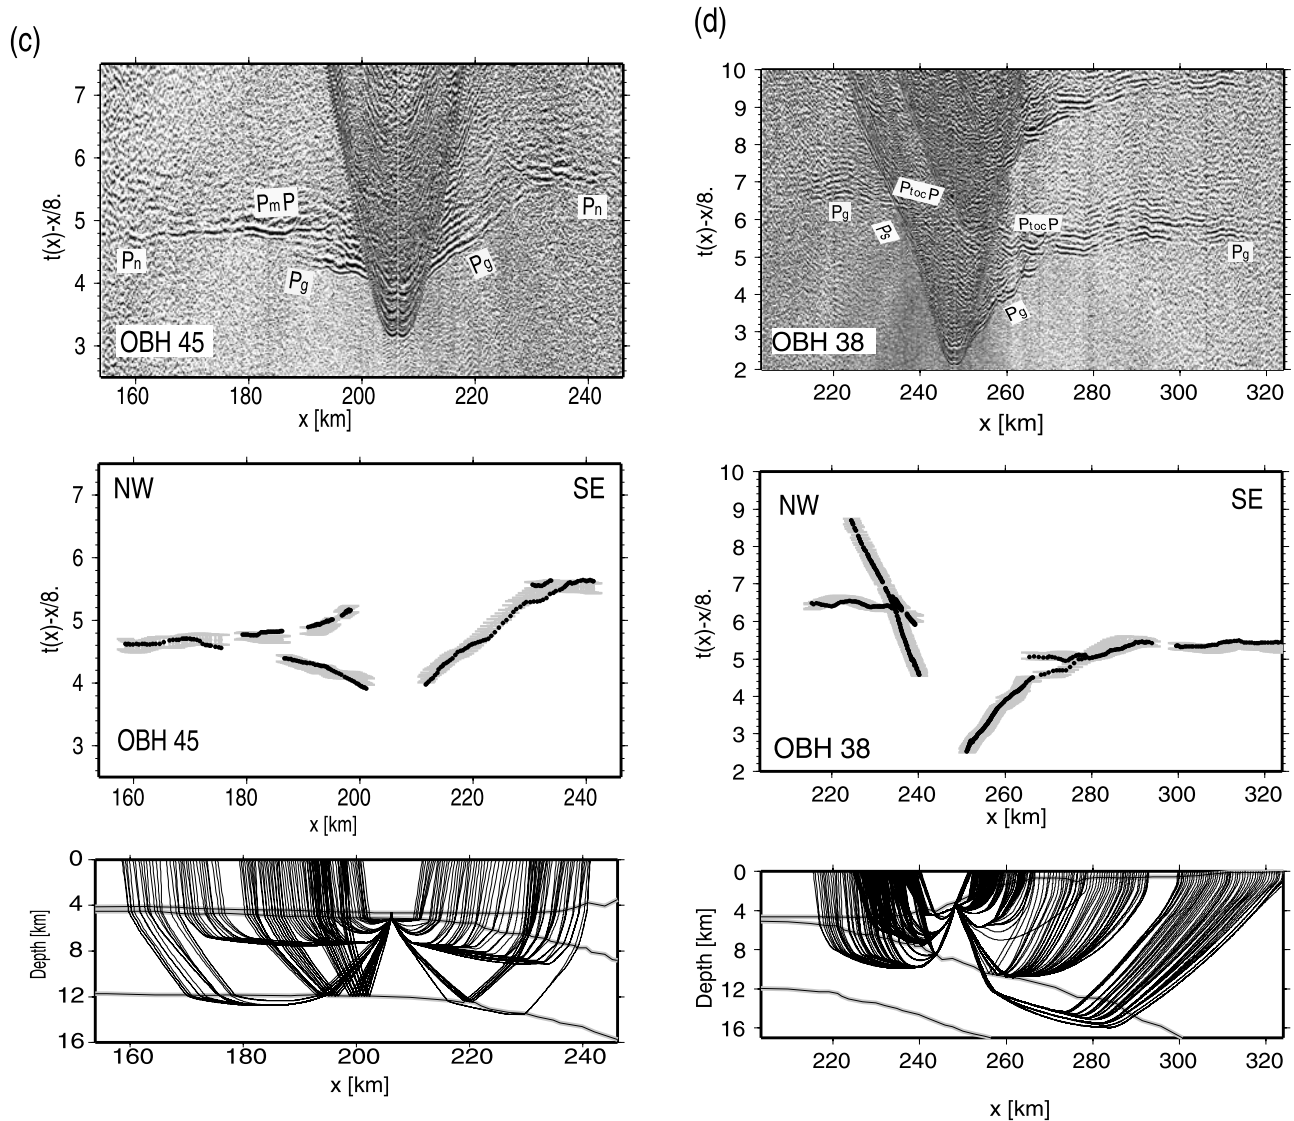 (c)
7
6
5
4
3
t(x)-x/8.
PmP
Pn
Pn
Pg
Pg
OBH 45
160 180 200 220 240
x [km]
(d)
10
9
8
7
6
5
4
3
2
t(x)-x/8.
PtocP
Pg
Ps
PtocP
Pg
Pg
OBH 38
220 240 260 280 300 320
x [km]
NW SE
7
6
5
4
3
t(x)-x/8.
OBH 45
160 180 200 220 240
x [km]
NW SE
10
9
8
7
6
5
4
3
2
t(x)-x/8.
OBH 38
220 240 260 280 300 320
x [km]
0
4
8
12
16
Depth [km]
160 180 200 220 240
x [km]
0
4
8
12
16
Depth [km]
220 240 260 280 300 320
x [km]